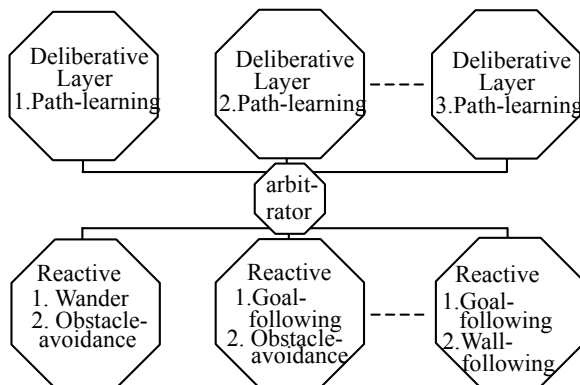 Deliberative
Layer
1.Path-learning
Deliberative
Layer
2.Path-learning
Deliberative
Layer
3.Path-learning
arbit-
rator
Reactive
1. Wander
2. Obstacle-
avoidance
Reactive
1.Goal-
following
2. Obstacle-
avoidance
Reactive
1.Goal-
following
2.Wall-
following